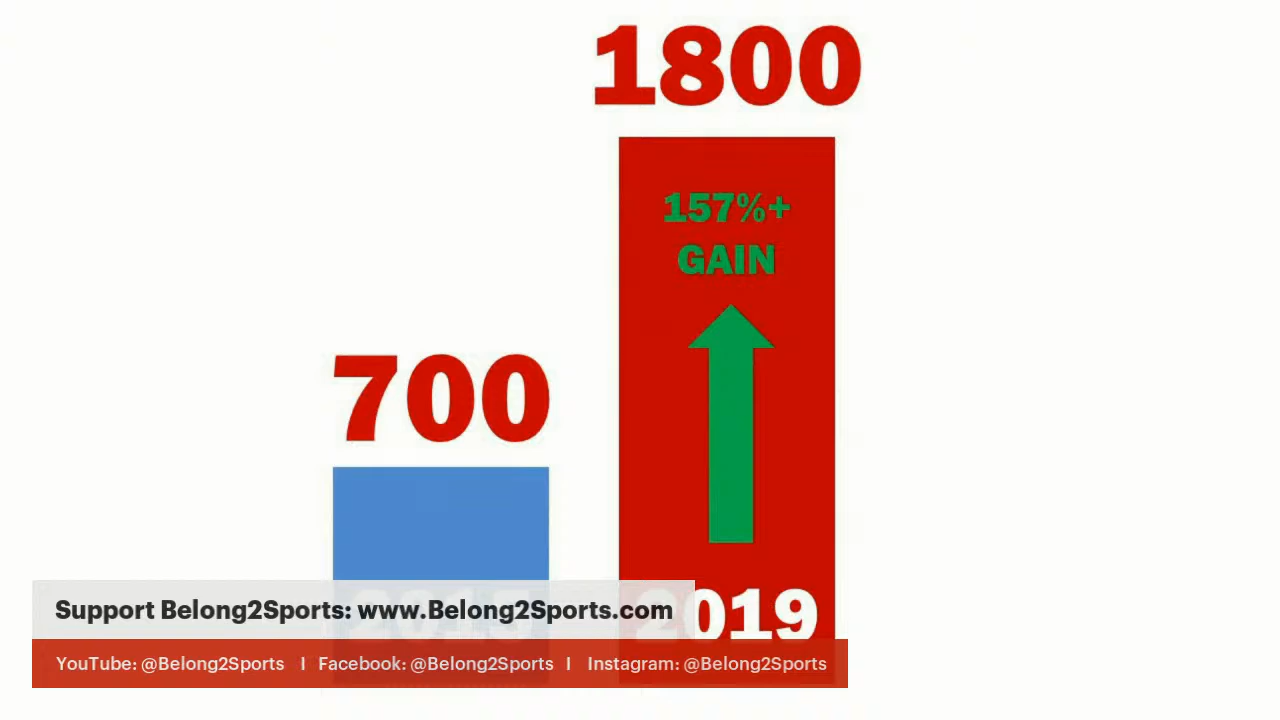 1800
157%+
GAIN
700
2019
Support Belong2Sports: www.Belong2Sports.com
YouTube: @Belong2Sports | Facebook: @Belong2Sports | Instagram: @Belong2Sports